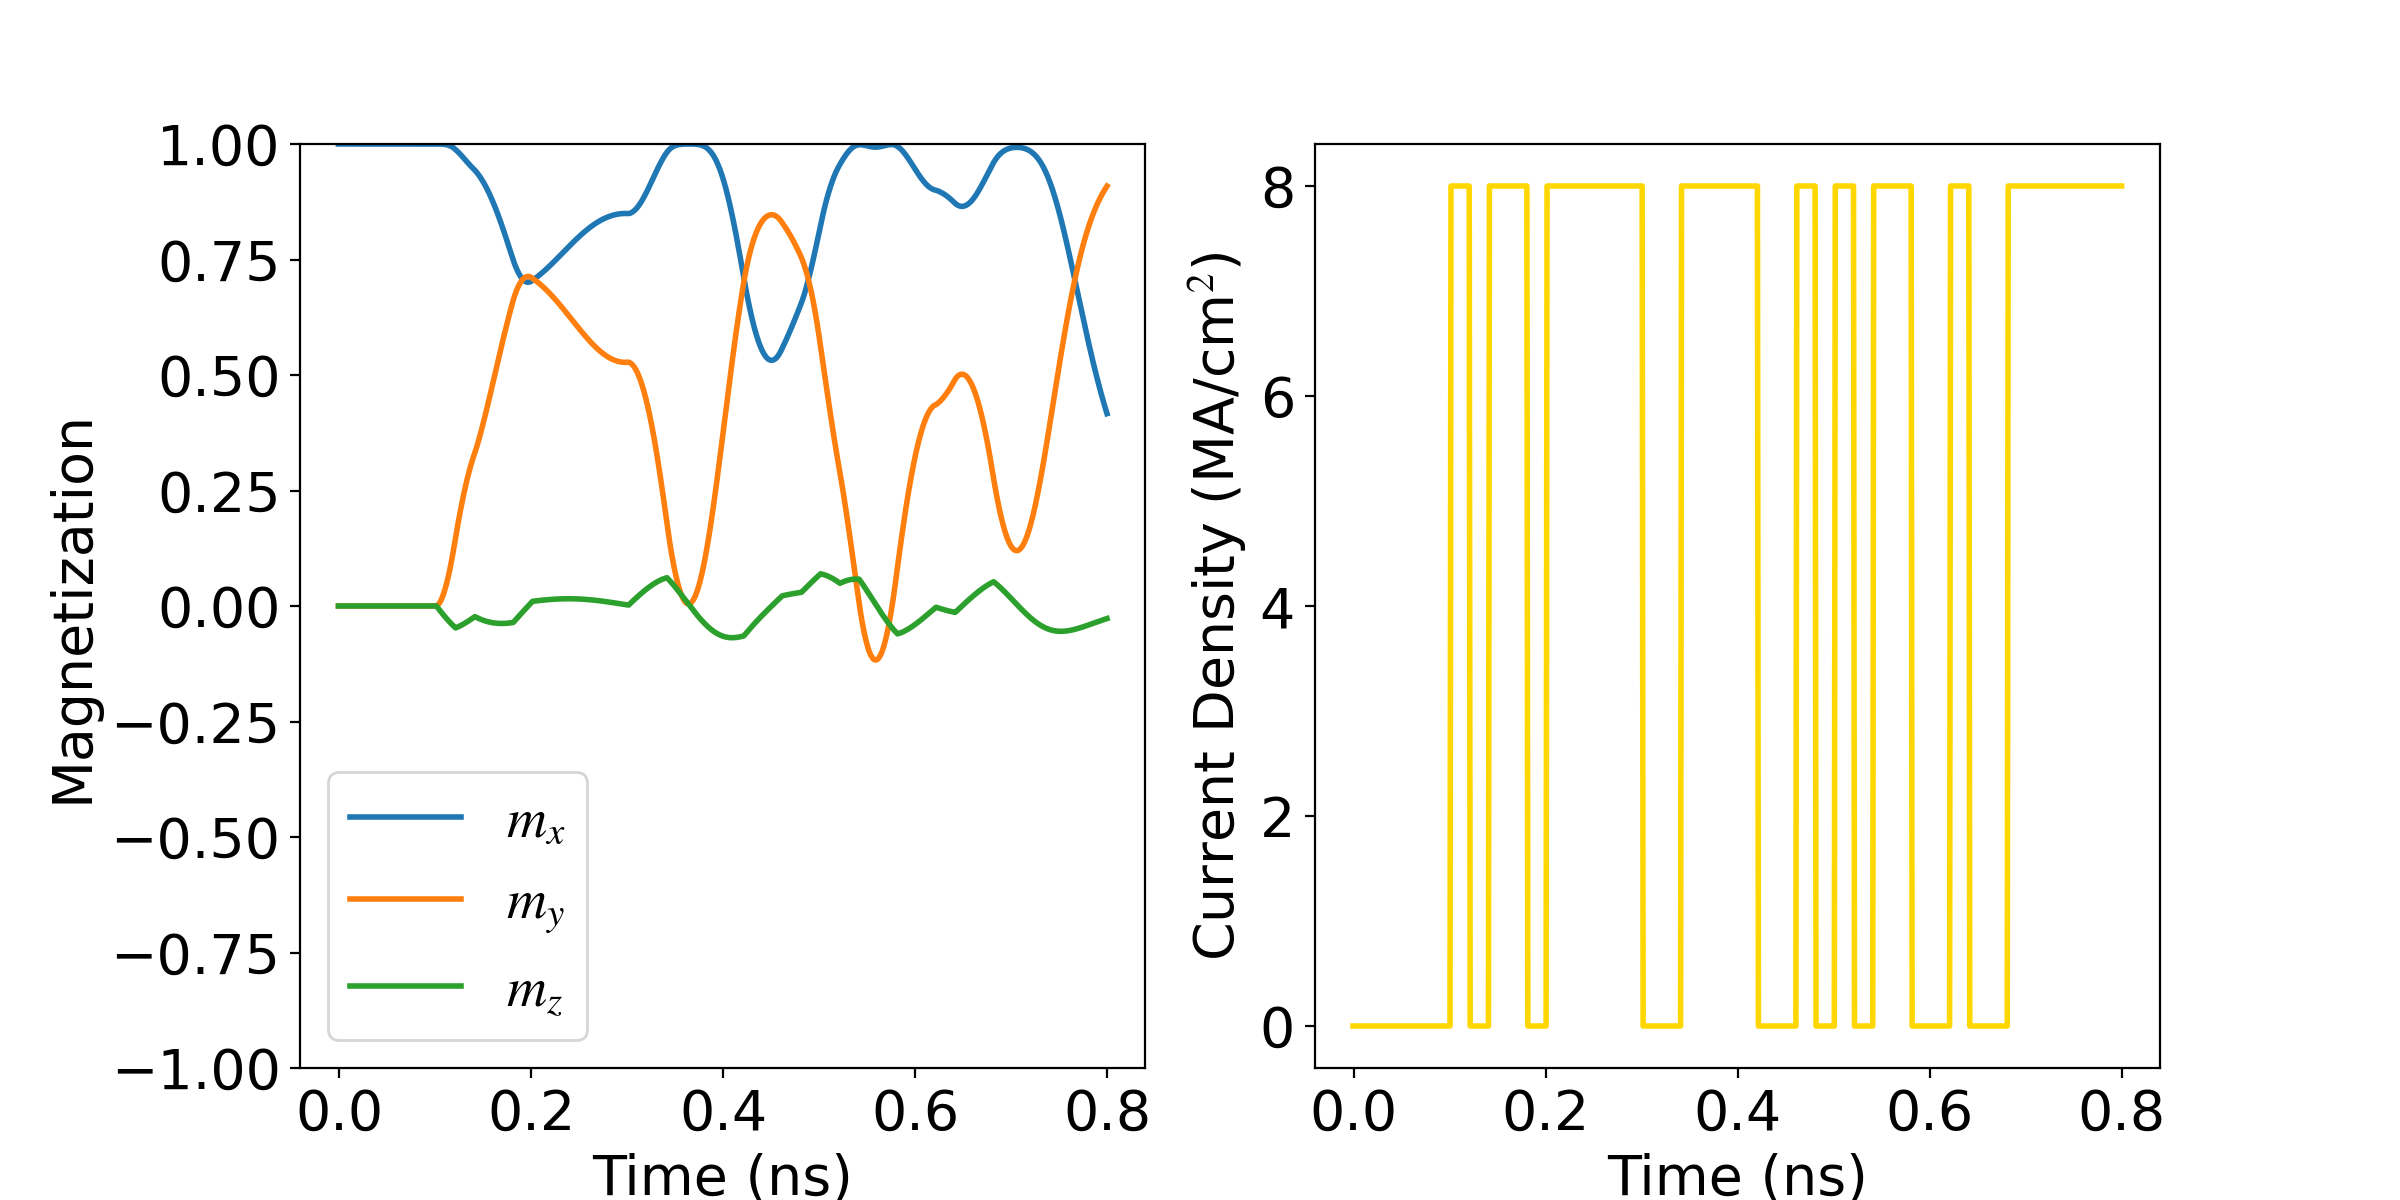 1.00
0.75
0.50
0.25
0.00
−0.25
−0.50
−0.75
−1.00
Magnetization
m_x
m_y
m_z
0.0 0.2 0.4 0.6 0.8
Time (ns)
8
6
4
2
0
Current Density (MA/cm²)
0.0 0.2 0.4 0.6 0.8
Time (ns)